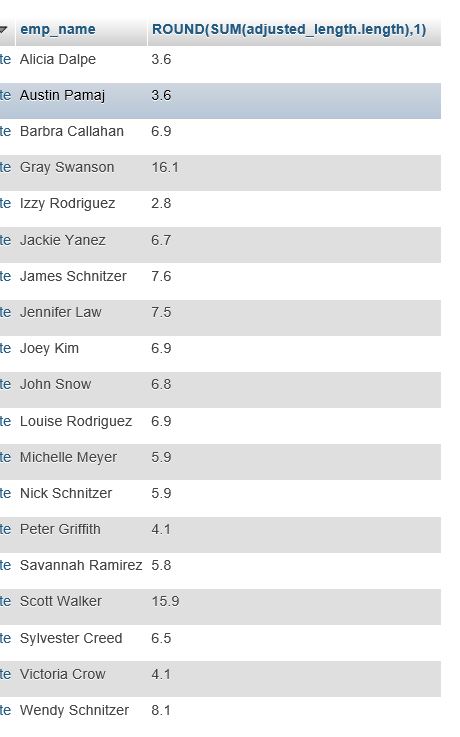 emp_name ROUND(SUM(adjusted_length.length),1)
te Alicia Dalpe 3.6
te Austin Pamaj 3.6
te Barbra Callahan 6.9
te Gray Swanson 16.1
te Izzy Rodriguez 2.8
te Jackie Yanez 6.7
te James Schnitzer 7.6
te Jennifer Law 7.5
te Joey Kim 6.9
te John Snow 6.8
te Louise Rodriguez 6.9
te Michelle Meyer 5.9
te Nick Schnitzer 5.9
te Peter Griffith 4.1
te Savannah Ramirez 5.8
te Scott Walker 15.9
te Sylvester Creed 6.5
te Victoria Crow 4.1
te Wendy Schnitzer 8.1